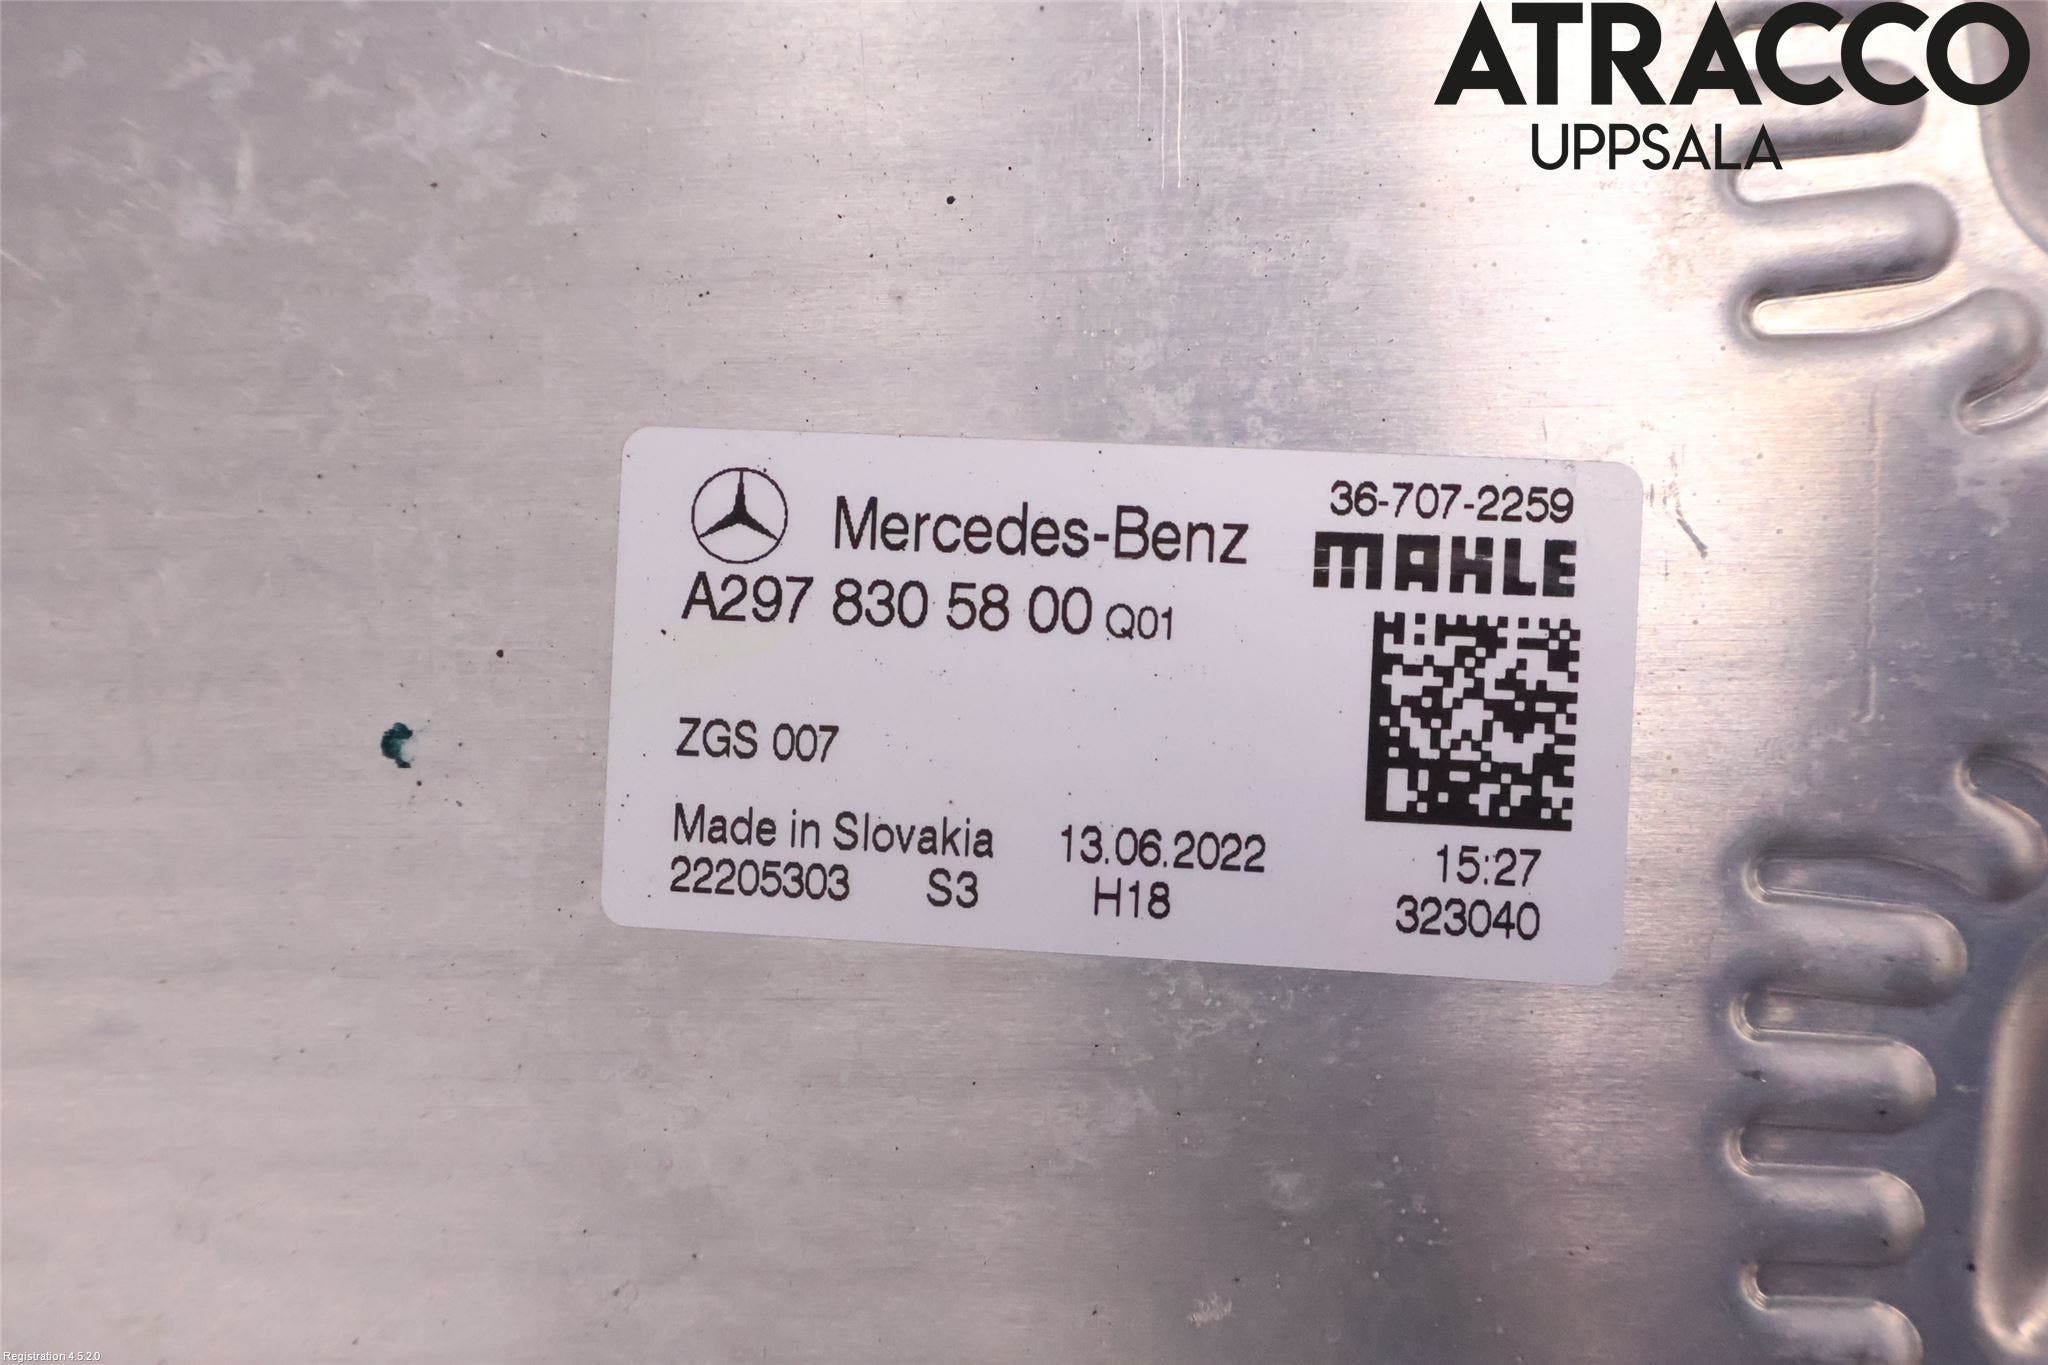 ATRACCO
UPPSALA
Mercedes-Benz
36-707-2259
MAHLE
A297 830 58 00 Q01
ZGS 007
Made in Slovakia 13.06.2022 15:27
22205303 S3 H18 323040
Registration 4.5.2.0